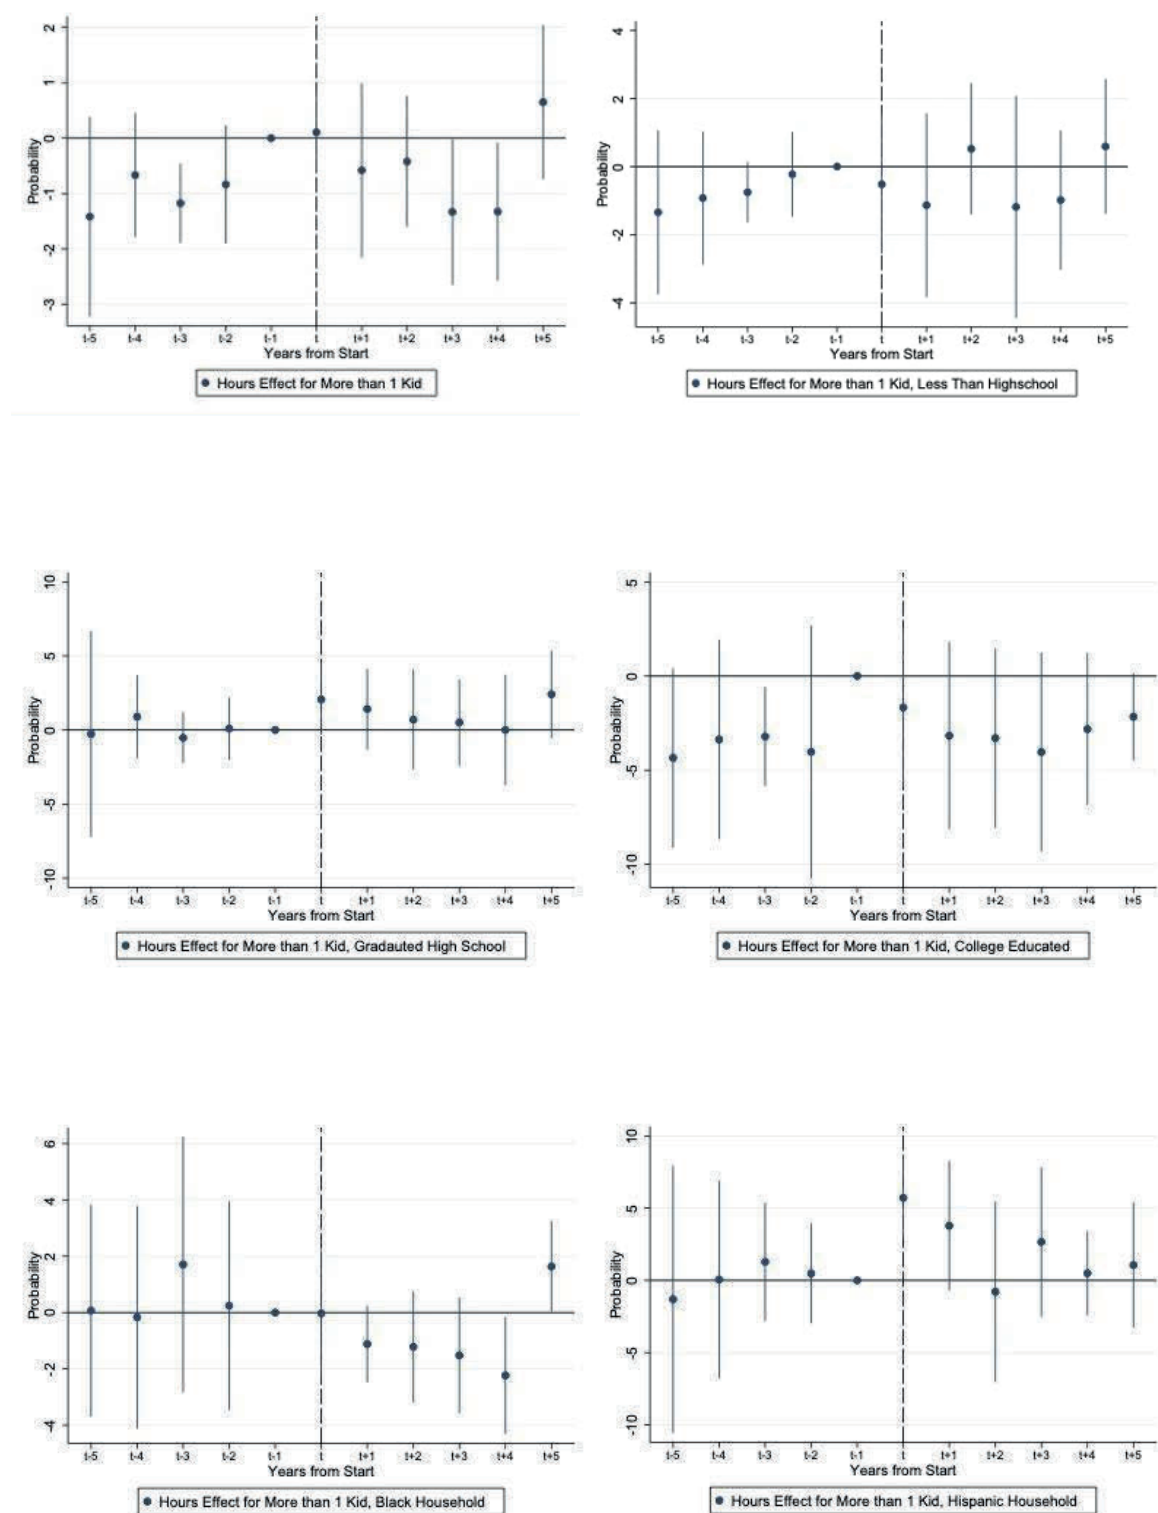 2
1
0
-1
-2
-3
Probability
t-5 t-4 t-3 t-2 t-1 t t+1 t+2 t+3 t+4 t+5
Years from Start
Hours Effect for More than 1 Kid
4
2
0
-2
-4
Probability
t-5 t-4 t-3 t-2 t-1 t t+1 t+2 t+3 t+4 t+5
Years from Start
Hours Effect for More than 1 Kid, Less Than Highschool
10
5
0
-5
-10
Probability
t-5 t-4 t-3 t-2 t-1 t t+1 t+2 t+3 t+4 t+5
Years from Start
Hours Effect for More than 1 Kid, Gradauted High School
5
0
-5
-10
Probability
t-5 t-4 t-3 t-2 t-1 t t+1 t+2 t+3 t+4 t+5
Years from Start
Hours Effect for More than 1 Kid, College Educated
6
4
2
0
-2
-4
Probability
t-5 t-4 t-3 t-2 t-1 t t+1 t+2 t+3 t+4 t+5
Years from Start
Hours Effect for More than 1 Kid, Black Household
10
5
0
-5
-10
Probability
t-5 t-4 t-3 t-2 t-1 t t+1 t+2 t+3 t+4 t+5
Years from Start
Hours Effect for More than 1 Kid, Hispanic Household